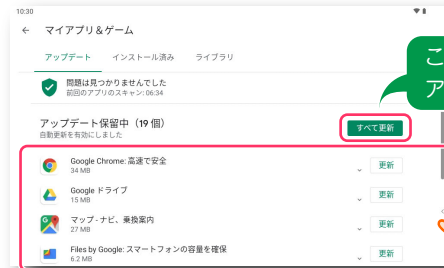 10:30
← マイアプリ＆ゲーム
アップデート インストール済み ライブラリ
こ
ア
問題は見つかりませんでした
前回のアプリのスキャン: 06:34
アップデート保留中（19 個）
すべて更新
自動更新を有効にしました
Google Chrome: 高速で安全
34 MB
更新
Google ドライブ
15 MB
更新
マップ - ナビ、乗換案内
27 MB
更新
Files by Google: スマートフォンの容量を確保
6.2 MB
更新